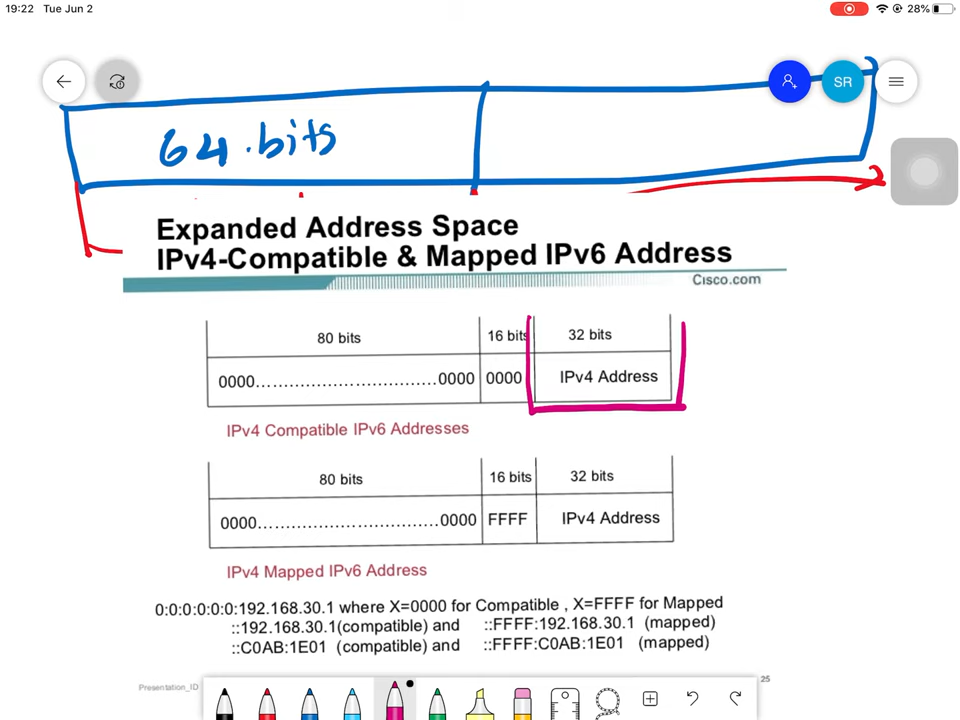 19:22 Tue Jun 2
28%
SR
64.bits
Expanded Address Space
IPv4-Compatible & Mapped IPv6 Address
Cisco.com
80 bits 16 bits 32 bits
0000……………………………0000 0000 IPv4 Address
IPv4 Compatible IPv6 Addresses
80 bits 16 bits 32 bits
0000……………………………0000 FFFF IPv4 Address
IPv4 Mapped IPv6 Address
0:0:0:0:0:0:192.168.30.1 where X=0000 for Compatible , X=FFFF for Mapped
::192.168.30.1(compatible) and ::FFFF:192.168.30.1 (mapped)
::C0AB:1E01 (compatible) and ::FFFF:C0AB:1E01 (mapped)
Presentation_ID
25